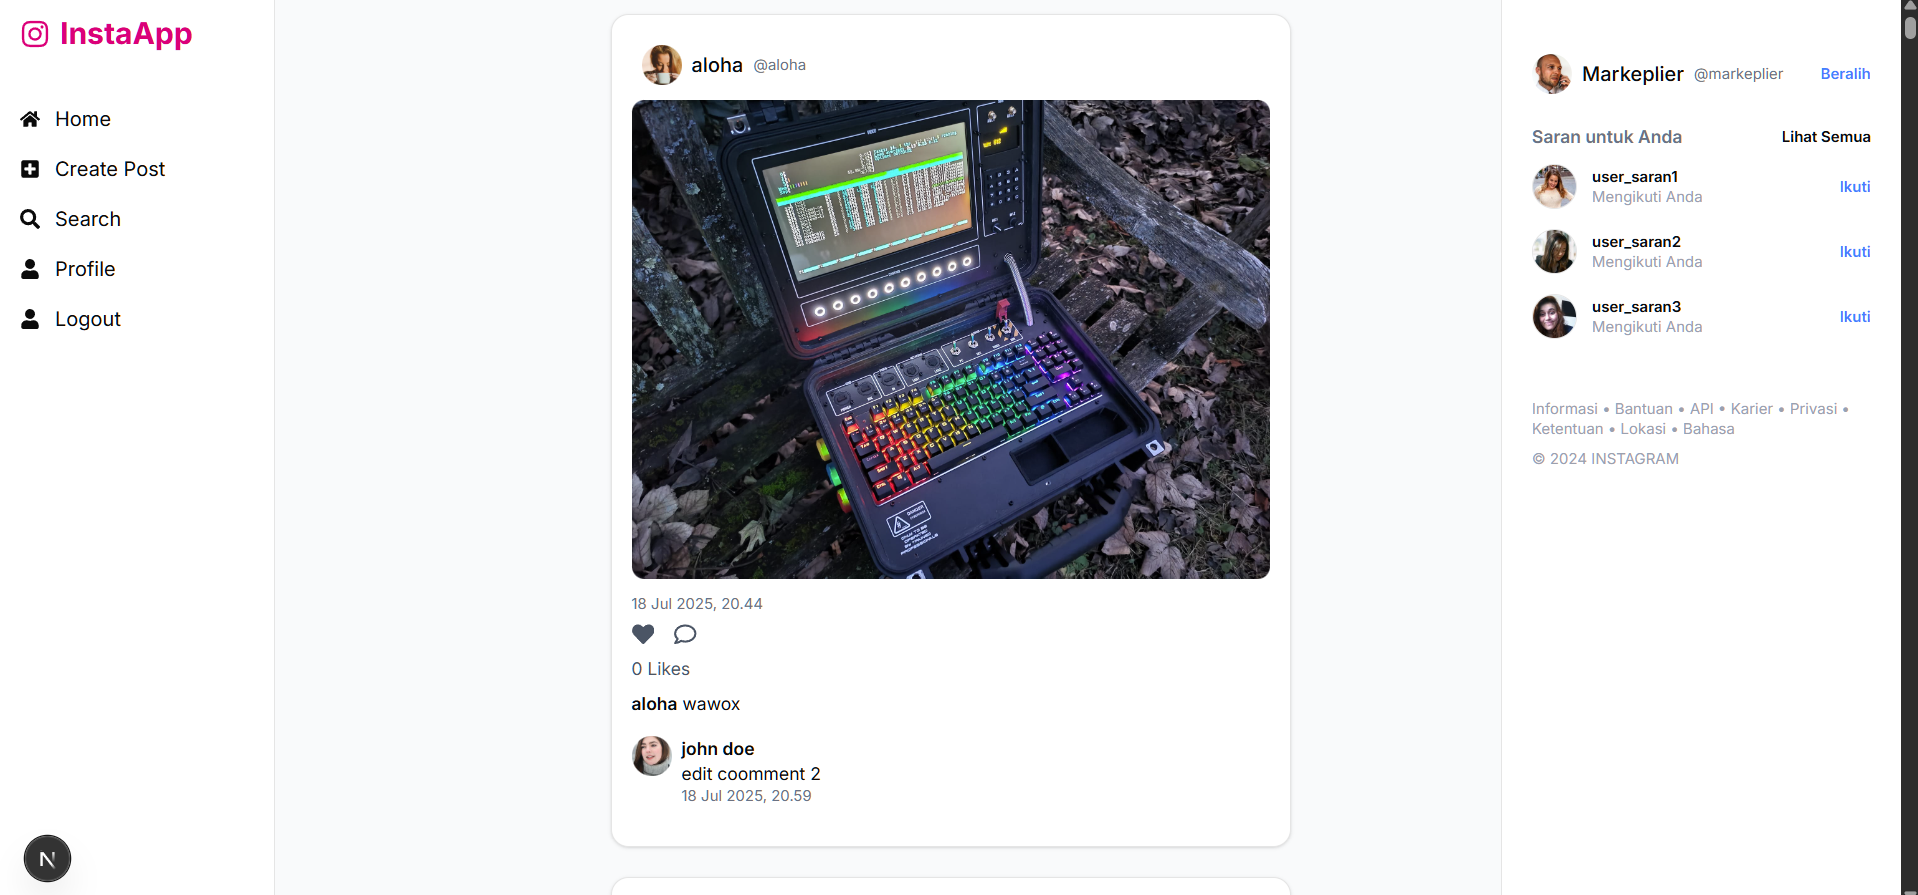 InstaApp
Home
Create Post
Search
Profile
Logout
N
aloha @aloha
DANGER
18 Jul 2025, 20.44
0 Likes
aloha wawox
john doe
edit coomment 2
18 Jul 2025, 20.59
Markeplier @markeplier Beralih
Saran untuk Anda Lihat Semua
user_saran1
Mengikuti Anda
Ikuti
user_saran2
Mengikuti Anda
Ikuti
user_saran3
Mengikuti Anda
Ikuti
Informasi • Bantuan • API • Karier • Privasi •
Ketentuan • Lokasi • Bahasa
© 2024 INSTAGRAM